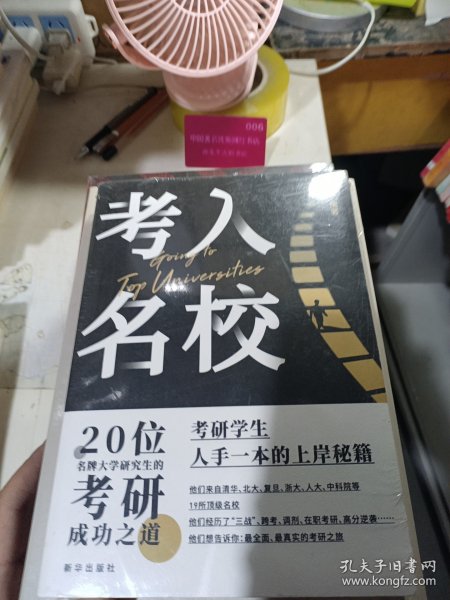 006
考入
Going to
Top Universities
名校
20位
名牌大学研究生的
考研
成功之道
考研学生
人手一本的上岸秘籍
他们来自清华、北大、复旦、浙大、人大、中科院等
19所顶级名校
他们经历了“三战”、跨考、调剂、在职考研、高分逆袭……
他们想告诉你：最全面、最真实的考研之旅
新华出版社
孔夫子旧书网
www.kongfz.com